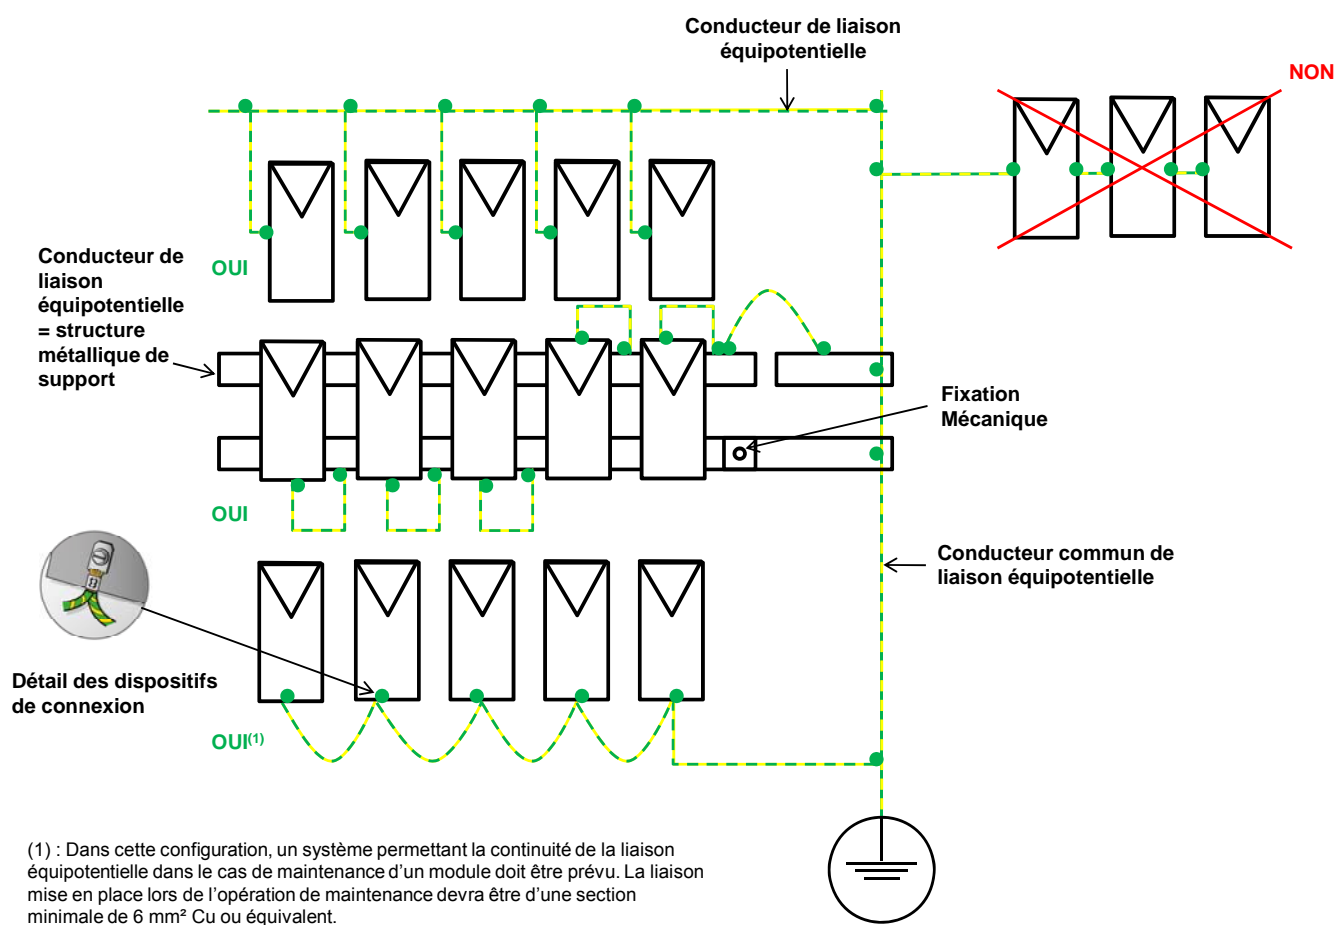 Conducteur de liaison
équipotentielle
NON
Conducteur de
liaison
équipotentielle
= structure
métallique de
support
OUI
Fixation
Mécanique
OUI
Conducteur commun de
liaison équipotentielle
Détail des dispositifs
de connexion
OUI(1)
(1) : Dans cette configuration, un système permettant la continuité de la liaison
équipotentielle dans le cas de maintenance d'un module doit être prévu. La liaison
mise en place lors de l'opération de maintenance devra être d'une section
minimale de 6 mm² Cu ou équivalent.